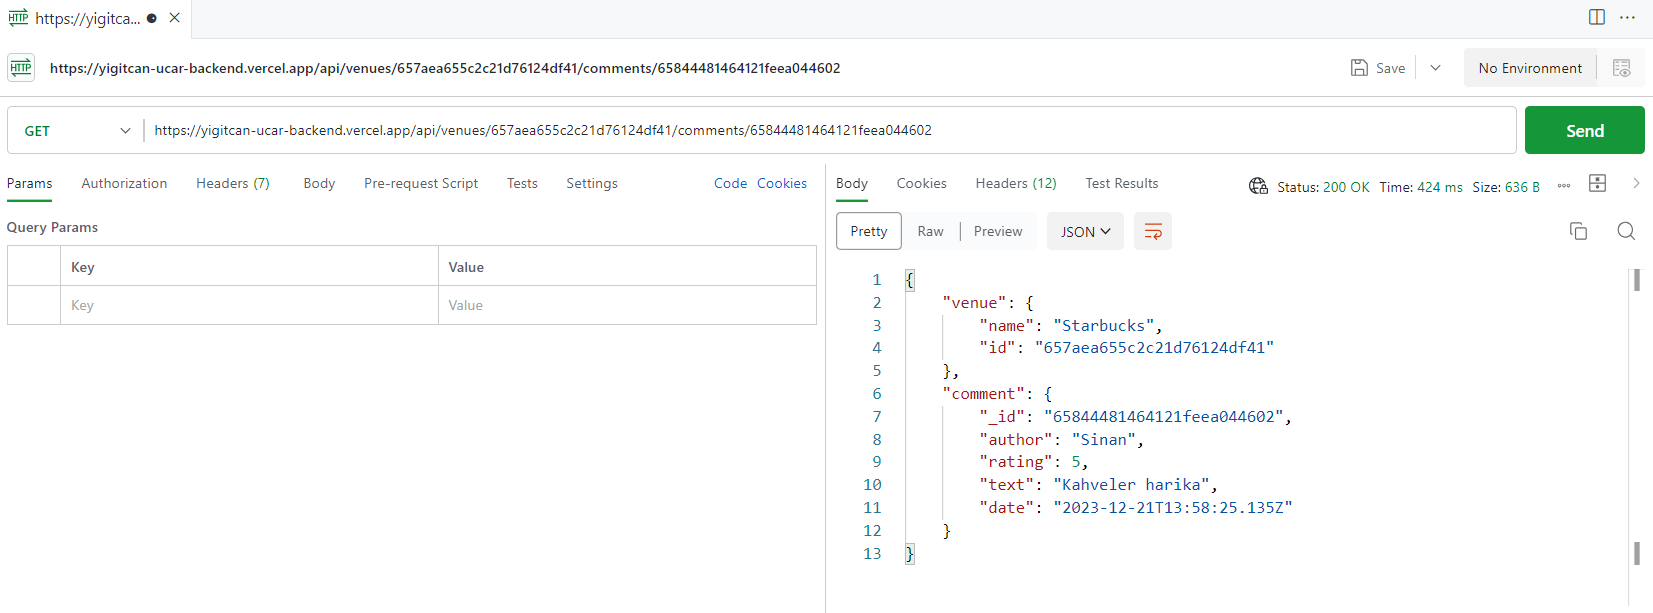 HTTP https://yigitca...
HTTP https://yigitcan-ucar-backend.vercel.app/api/venues/657aea655c2c21d76124df41/comments/65844481464121feea044602 Save No Environment
GET https://yigitcan-ucar-backend.vercel.app/api/venues/657aea655c2c21d76124df41/comments/65844481464121feea044602 Send
Params Authorization Headers (7) Body Pre-request Script Tests Settings Code Cookies
Query Params
Key Value
Key Value
Body Cookies Headers (12) Test Results Status: 200 OK Time: 424 ms Size: 636 B
Pretty Raw Preview JSON
1 {
2 "venue": {
3 "name": "Starbucks",
4 "id": "657aea655c2c21d76124df41"
5 },
6 "comment": {
7 "_id": "65844481464121feea044602",
8 "author": "Sinan",
9 "rating": 5,
10 "text": "Kahveler harika",
11 "date": "2023-12-21T13:58:25.135Z"
12 }
13 }